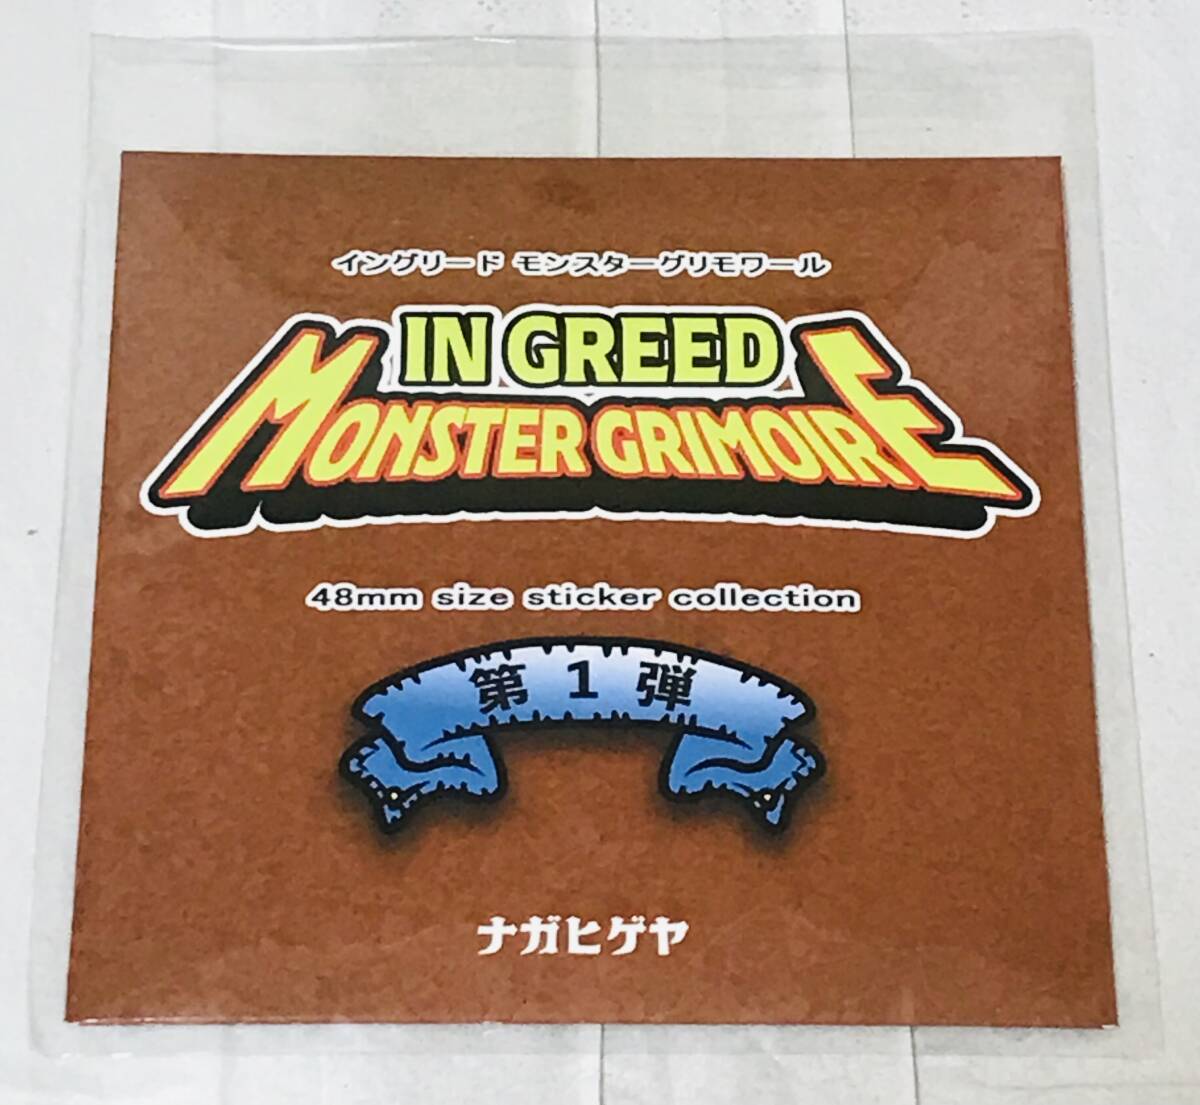 イングリード モンスターグリモワール
IN GREED
MONSTER GRIMOIRE
48mm size sticker collection
第1弾
ナガヒゲヤ